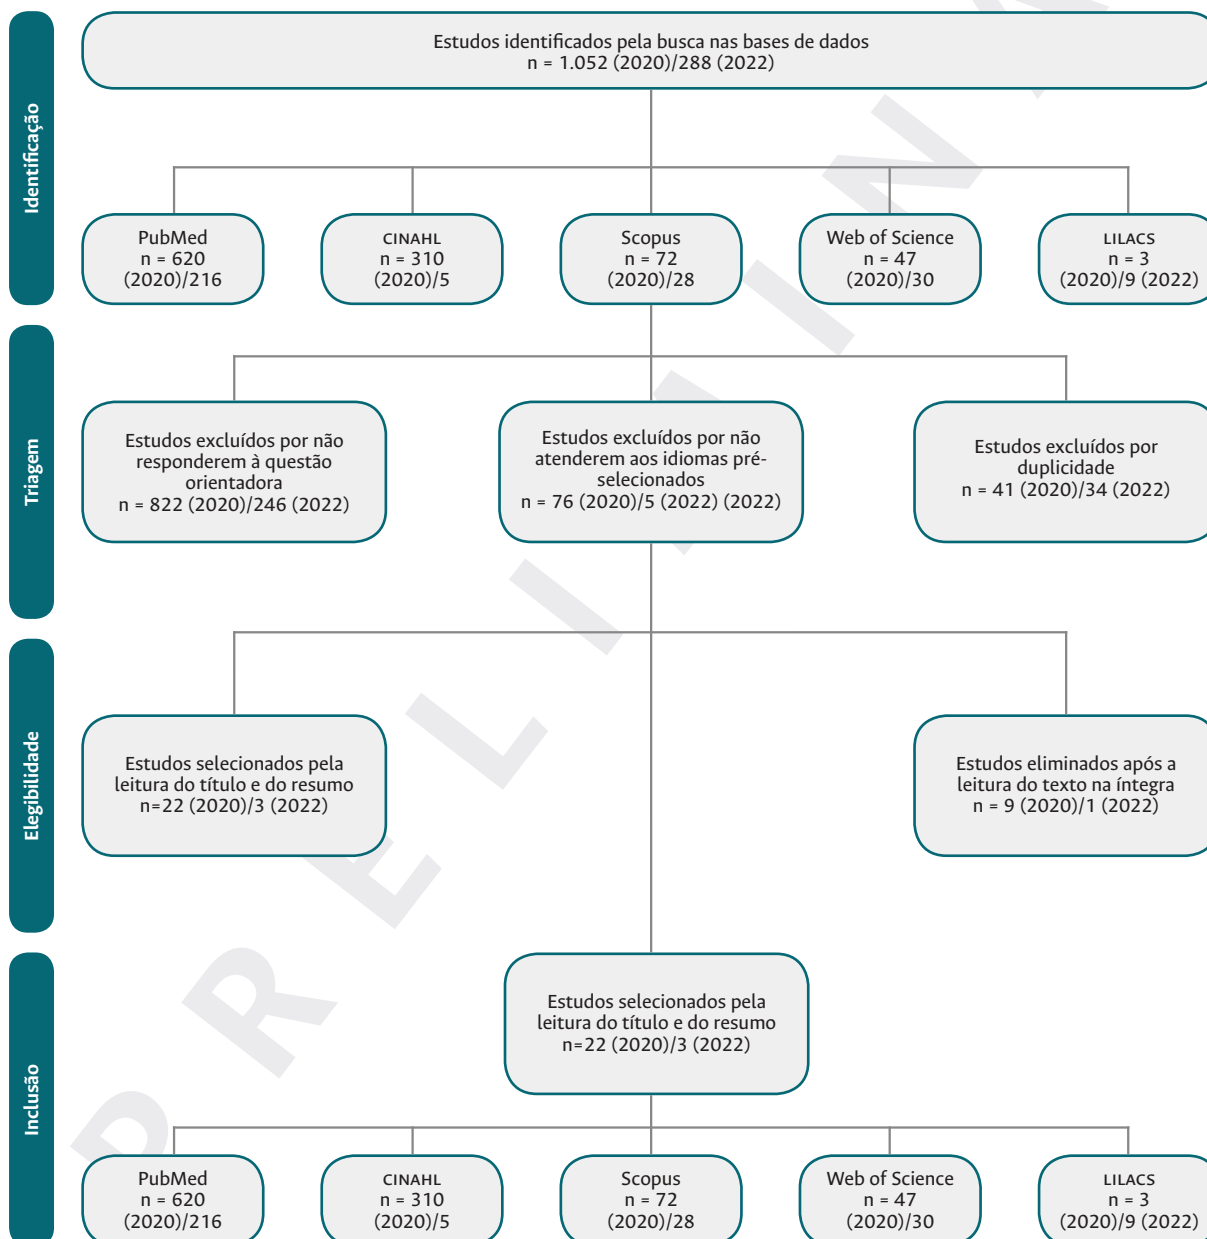 Identificação
Estudos identificados pela busca nas bases de dados
n = 1.052 (2020)/288 (2022)
PubMed
n = 620
(2020)/216
CINAHL
n = 310
(2020)/5
Scopus
n = 72
(2020)/28
Web of Science
n = 47
(2020)/30
LILACS
n = 3
(2020)/9 (2022)
Triagem
Estudos excluídos por não
responderem à questão
orientadora
n = 822 (2020)/246 (2022)
Estudos excluídos por não
atenderem aos idiomas pré-
selecionados
n = 76 (2020)/5 (2022) (2022)
Estudos excluídos por
duplicidade
n = 41 (2020)/34 (2022)
Elegibilidade
Estudos selecionados pela
leitura do título e do resumo
n=22 (2020)/3 (2022)
Estudos eliminados após a
leitura do texto na íntegra
n = 9 (2020)/1 (2022)
Inclusão
Estudos selecionados pela
leitura do título e do resumo
n=22 (2020)/3 (2022)
PubMed
n = 620
(2020)/216
CINAHL
n = 310
(2020)/5
Scopus
n = 72
(2020)/28
Web of Science
n = 47
(2020)/30
LILACS
n = 3
(2020)/9 (2022)
PRELIMINA